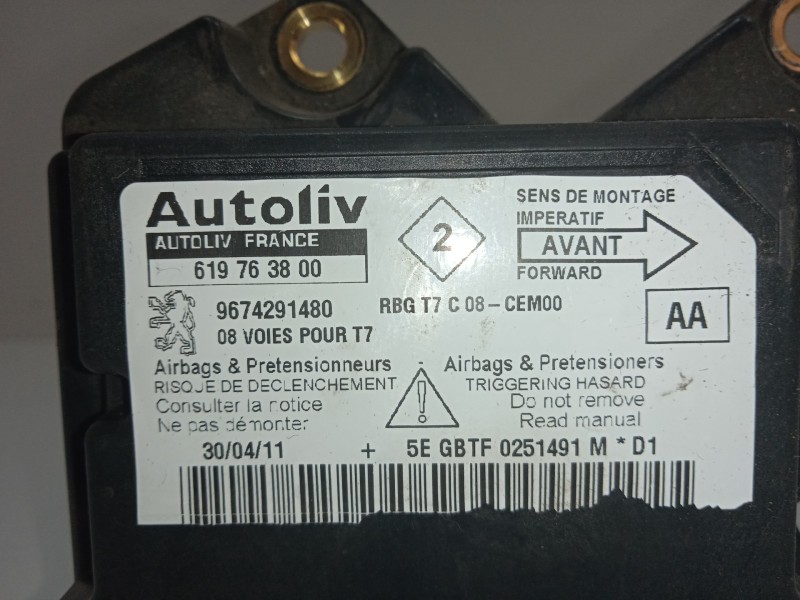 Autoliv
AUTOLIV FRANCE
619 76 38 00
2
SENS DE MONTAGE
IMPERATIF
AVANT
FORWARD
9674291480
RBG T7 C 08-CEM00
08 VOIES POUR T7
AA
Airbags & Pretensionneurs - Airbags & Pretensioners
RISQUE DE DECLENCHEMENT
TRIGGERING HASARD
Consulter la notice
Do not remove
Ne pas démonter
Read manual
!
30/04/11 + 5E GBTF 0251491 M * D1